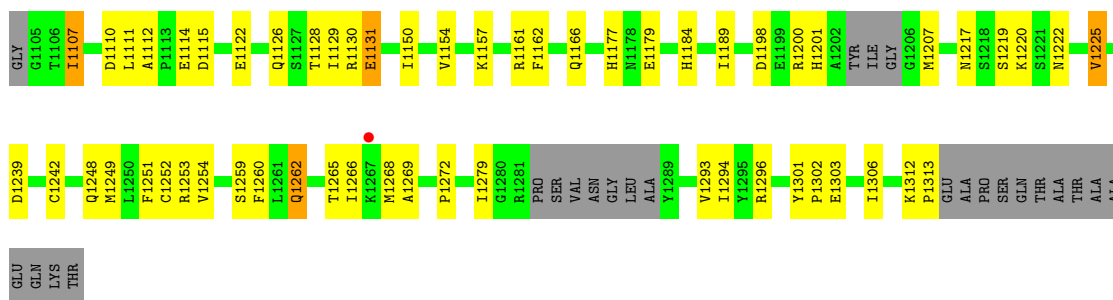 GLY G1105 T1106 I1107 D1110 L1111 A1112 P1113 E1114 D1115 E1122 Q1126 S1127 T1128 I1129 R1130 E1131 I1150 V1154 K1157 R1161 F1162 Q1166 H1177 N1178 E1179 H1184 I1189 D1198 E1199 R1200 H1201 A1202 TYR ILE GLY G1206 M1207 N1217 S1218 S1219 K1220 S1221 N1222 V1225
D1239 C1242 Q1248 M1249 L1250 F1251 C1252 R1253 V1254 S1259 F1260 L1261 Q1262 T1265 I1266 K1267 M1268 A1269 P1272 I1279 G1280 R1281 PRO SER VAL ASN GLY LEU ALA Y1289 V1293 I1294 Y1295 R1296 Y1301 P1302 E1303 I1306 K1312 P1313 GLU ALA PRO SER GLN THR ALA THR ALA ALA
GLU GLN LYS THR